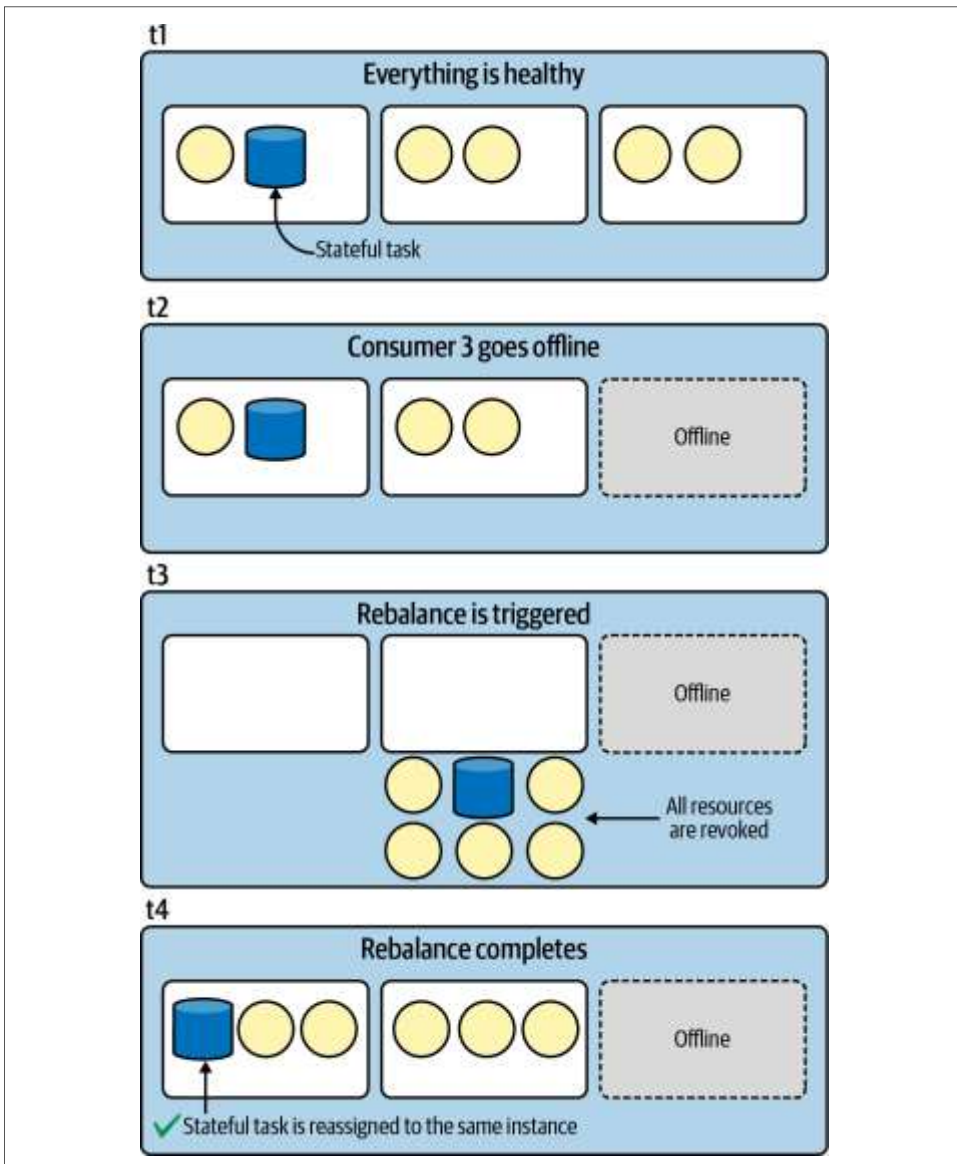 t1
Everything is healthy
Stateful task
t2
Consumer 3 goes offline
Offline
t3
Rebalance is triggered
Offline
All resources
are revoked
t4
Rebalance completes
Offline
Stateful task is reassigned to the same instance